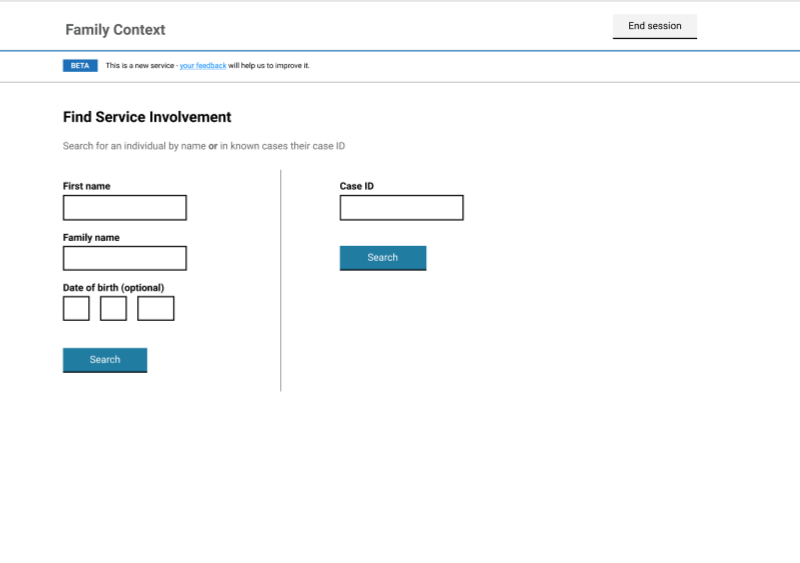 Family Context
End session
BETA This is a new service - your feedback will help us to improve it.
Find Service Involvement
Search for an individual by name or in known cases their case ID
First name
Family name
Date of birth (optional)
Search
Case ID
Search